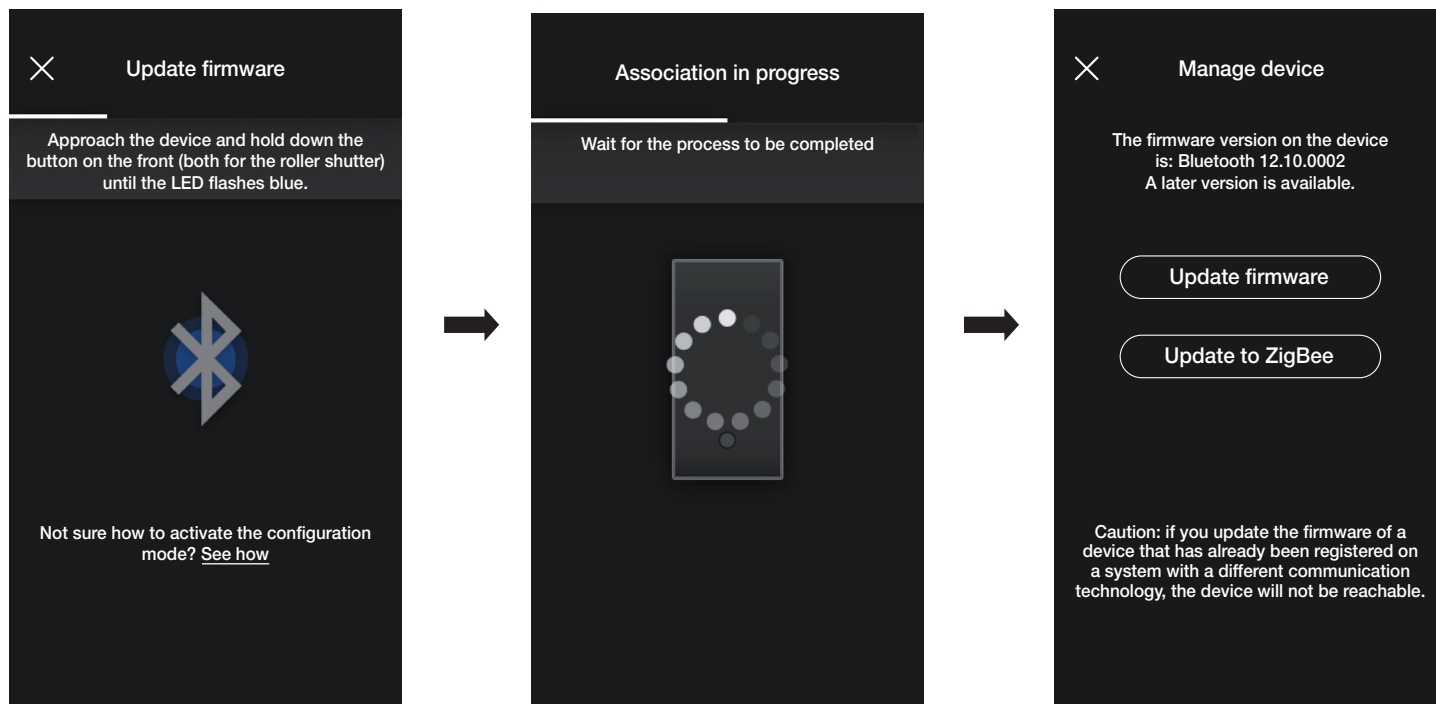 Update firmware
Approach the device and hold down the
button on the front (both for the roller shutter)
until the LED flashes blue.
Not sure how to activate the configuration
mode? See how
Association in progress
Wait for the process to be completed
Manage device
The firmware version on the device
is: Bluetooth 12.10.0002
A later version is available.
Update firmware
Update to ZigBee
Caution: if you update the firmware of a
device that has already been registered on
a system with a different communication
technology, the device will not be reachable.